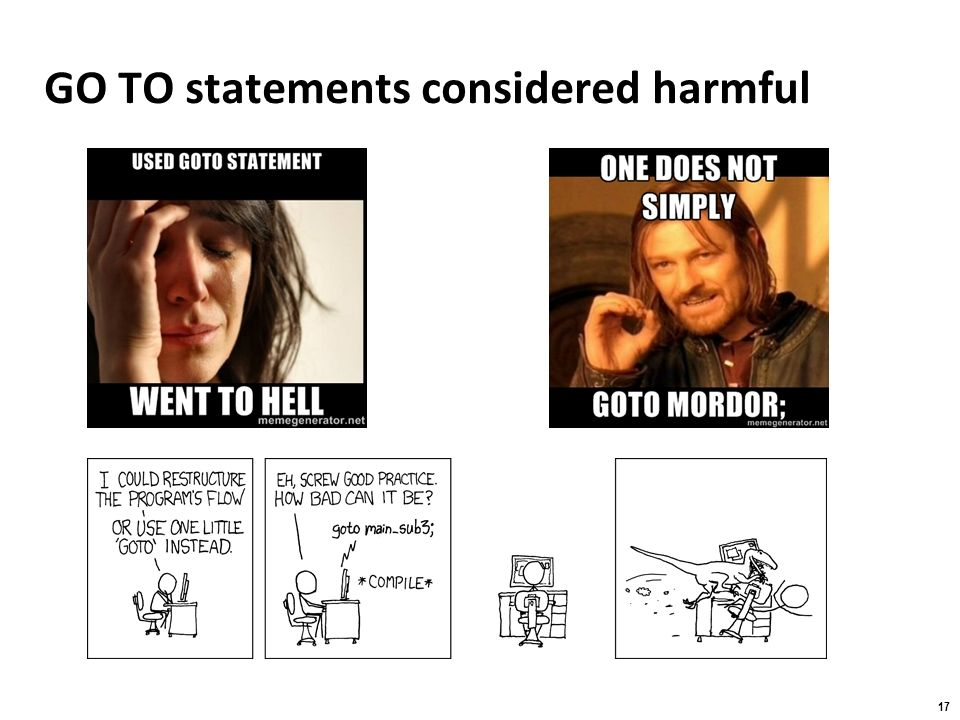 GO TO statements considered harmful
USED GOTO STATEMENT
WENT TO HELL
memegenerator.net
ONE DOES NOT
SIMPLY
GOTO MORDOR;
memegenerator.net
I COULD RESTRUCTURE
THE PROGRAM'S FLOW
OR USE ONE LITTLE
'GOTO' INSTEAD.
EH, SCREW GOOD PRACTICE.
HOW BAD CAN IT BE?
goto main_sub3;
*COMPILE*
17